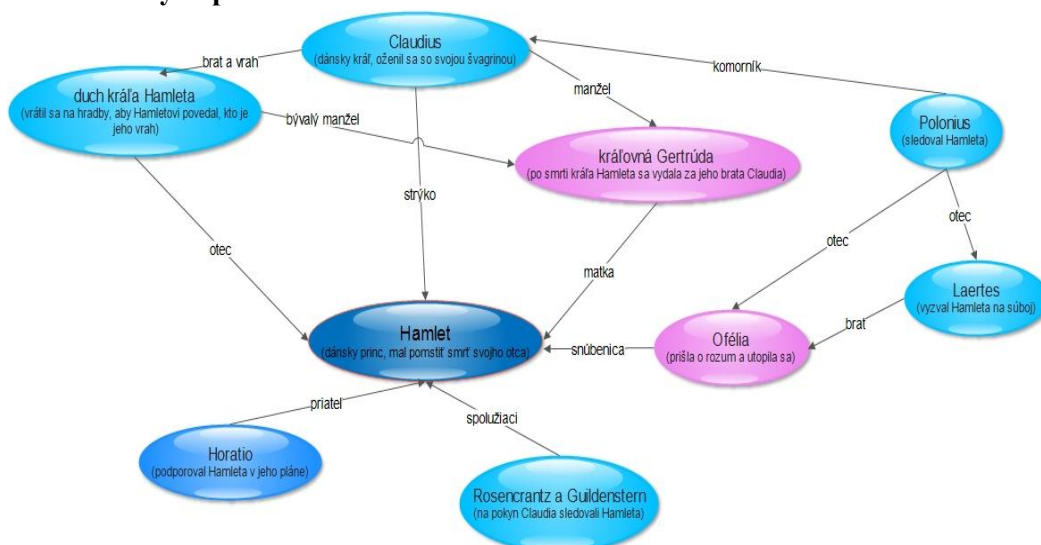 Claudius
(dánsky kráľ, oženil sa so svojou švagrinou)
brat a vrah
komorník
manžel
duch kráľa Hamleta
(vrátil sa na hradby, aby Hamletovi povedal, kto je
jeho vrah)
bývalý manžel
Polonius
(sledoval Hamleta)
kráľovná Gertrúda
(po smrti kráľa Hamleta sa vydala za jeho brata Claudia)
strýko
otec
otec
otec
matka
Laertes
(vyzval Hamleta na súboj)
Hamlet
(dánsky princ, mal pomstiť smrť svojho otca)
snúbenica
Ofélia
(prišla o rozum a utopila sa)
brat
priateľ
spolužiaci
Horatio
(podporoval Hamleta v jeho pláne)
Rosencrantz a Guildenstern
(na pokyn Claudia sledovali Hamleta)